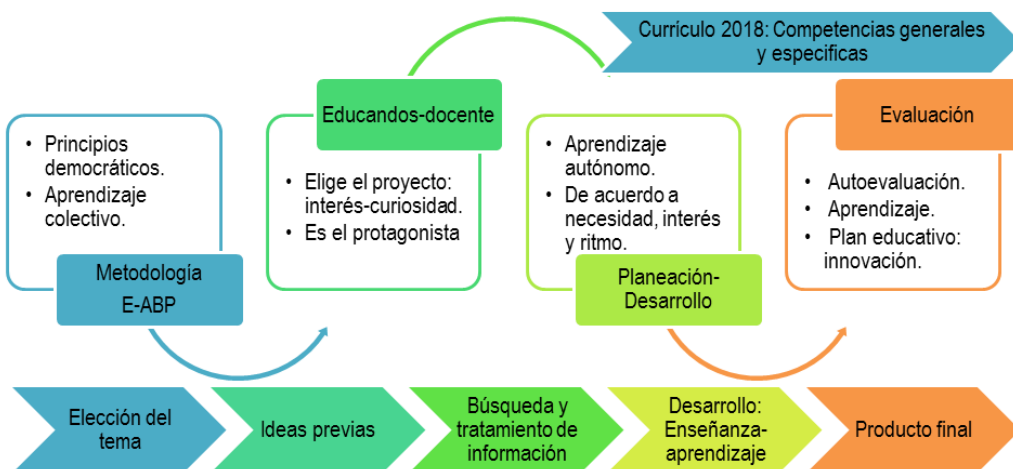 Currículo 2018: Competencias generales
y especificas
• Principios
democráticos.
• Aprendizaje
colectivo.
Metodología
E-ABP
Educandos-docente
• Elige el proyecto:
interés-curiosidad.
• Es el protagonista
• Aprendizaje
autónomo.
• De acuerdo a
necesidad, interés
y ritmo.
Planeación-
Desarrollo
Evaluación
• Autoevaluación.
• Aprendizaje.
• Plan educativo:
innovación.
Elección del
tema
Ideas previas
Búsqueda y
tratamiento de
información
Desarrollo:
Enseñanza-
aprendizaje
Producto final